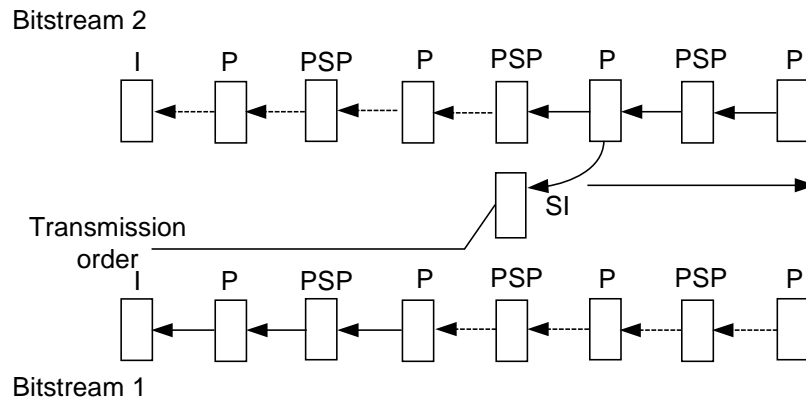 Bitstream 2
I P PSP P PSP P PSP P
SI
Transmission
order
I P PSP P PSP P PSP P
Bitstream 1